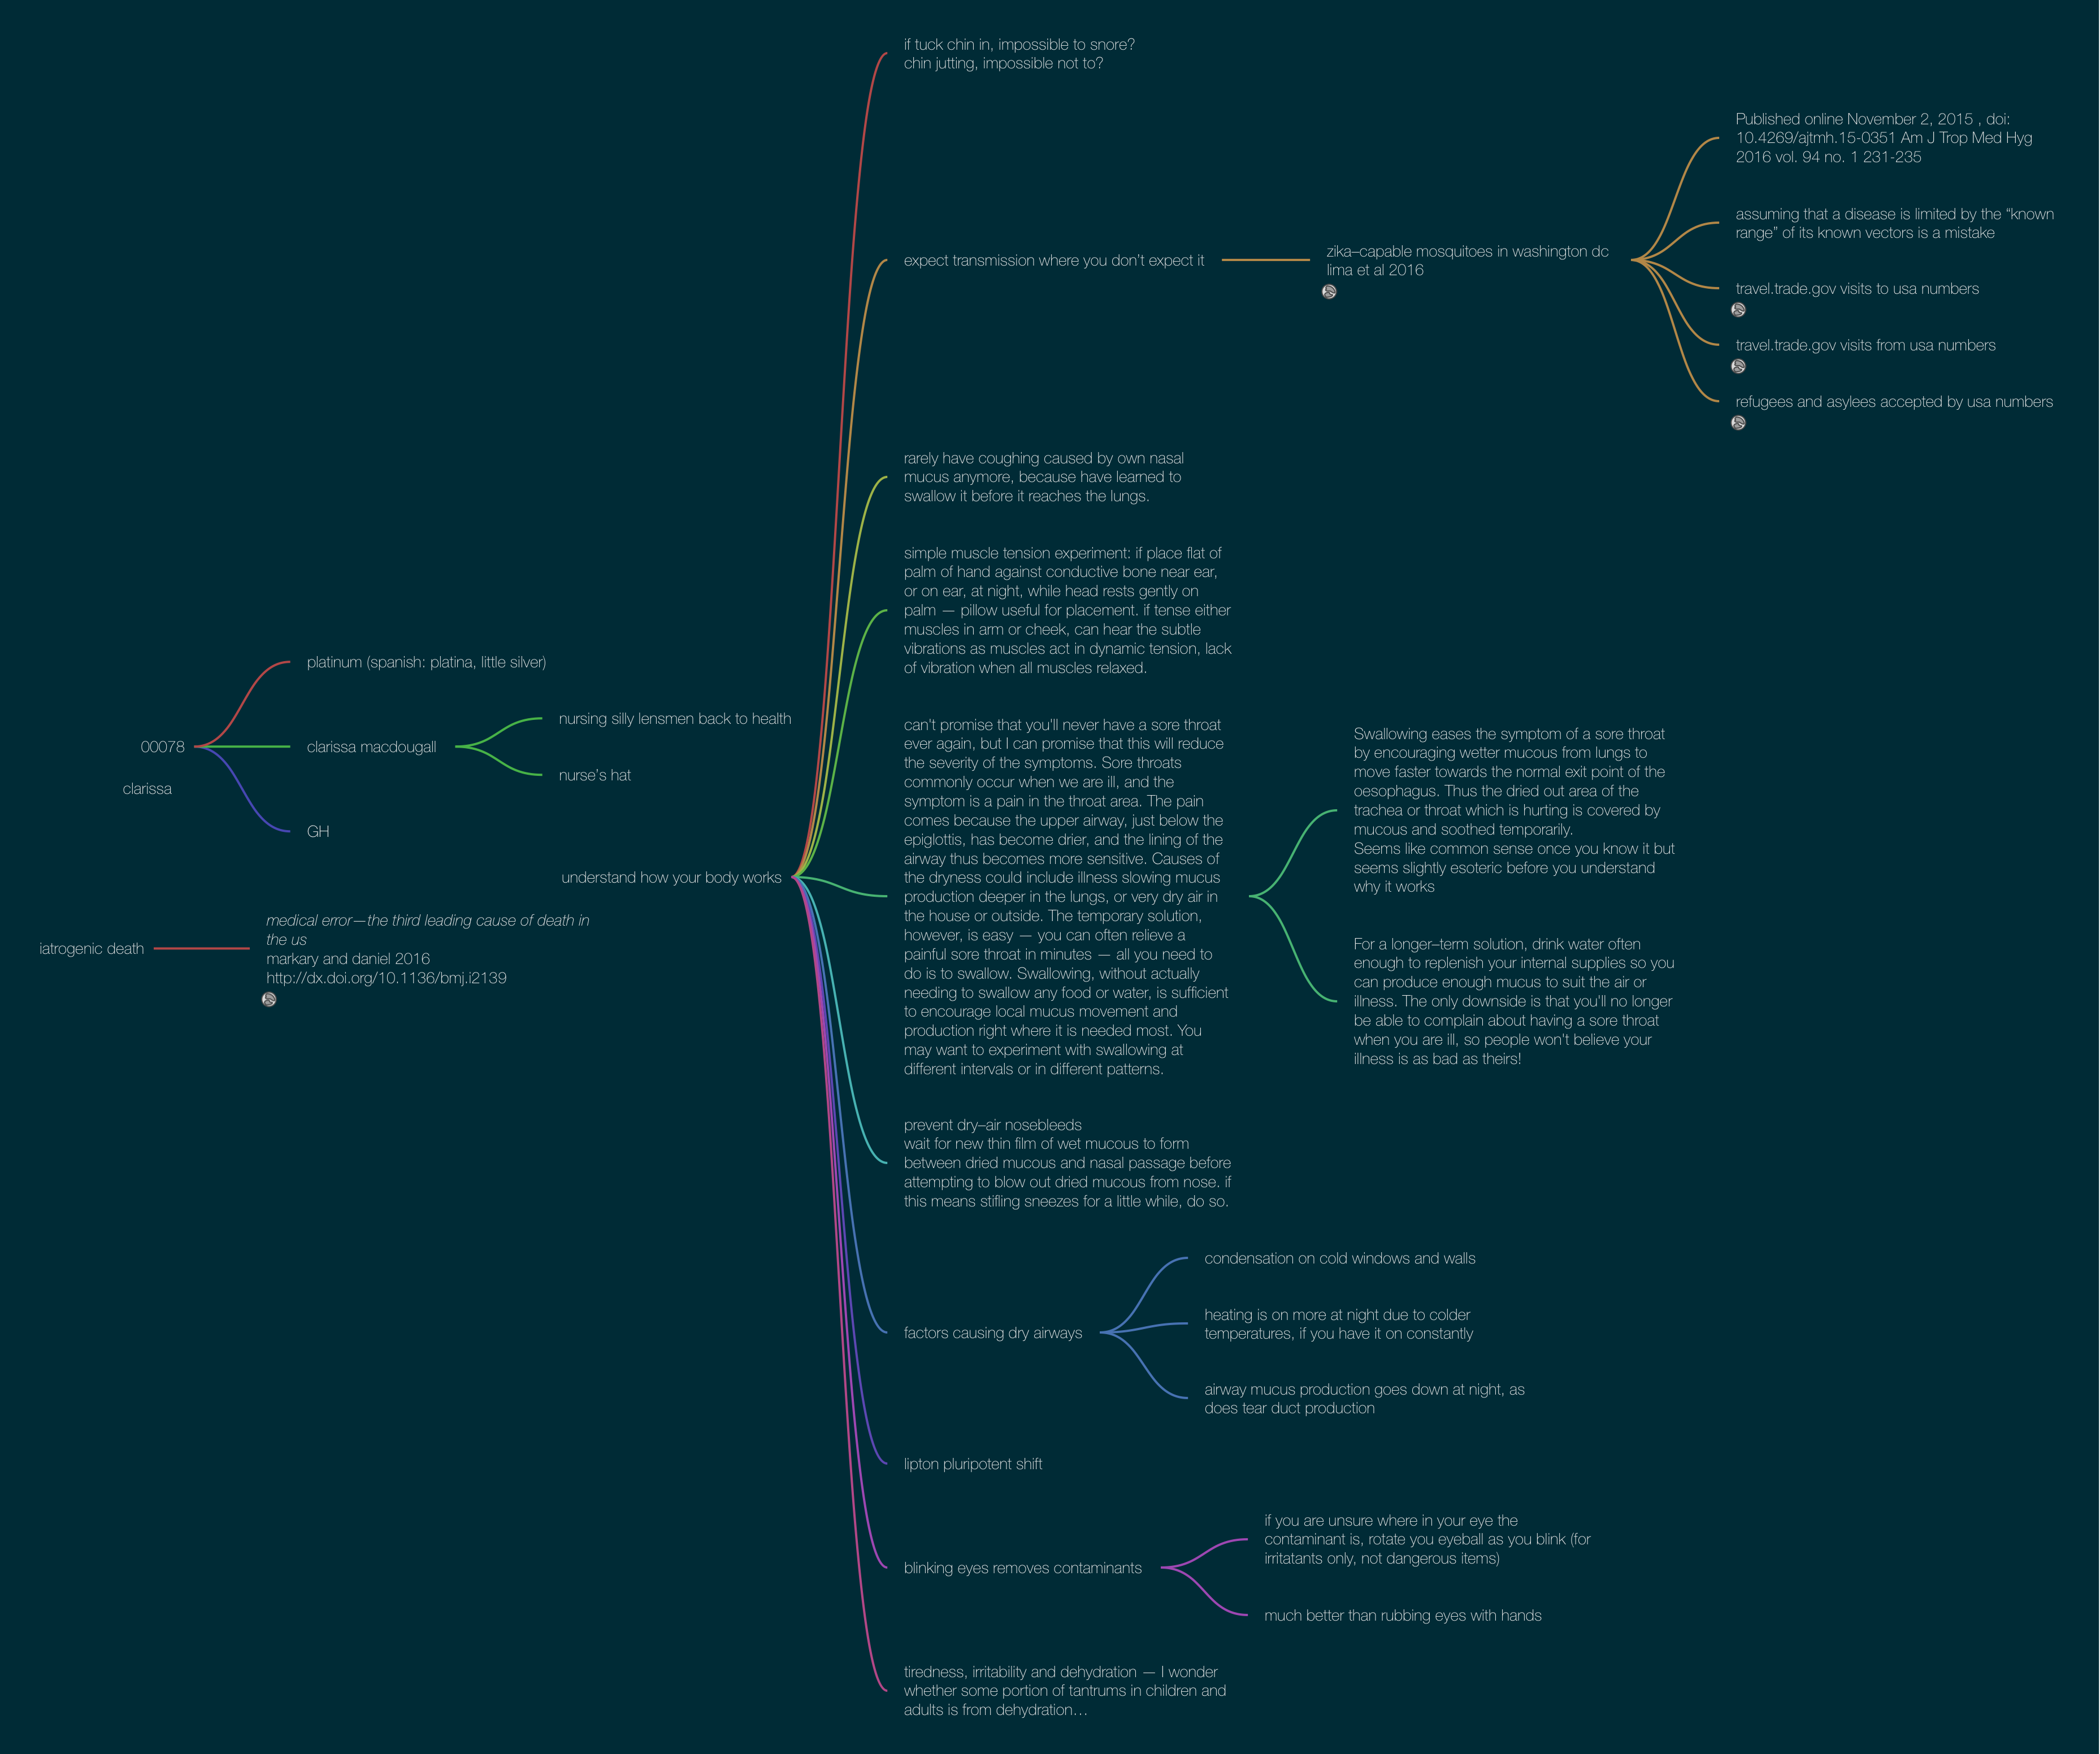 00078
clarissa
platinum (spanish: platina, little silver)
clarissa macdougall
nursing silly lensmen back to health
nurse's hat
GH
iatrogenic death
medical error—the third leading cause of death in
the us
markary and daniel 2016
http://dx.doi.org/10.1136/bmj.i2139
understand how your body works
if tuck chin in, impossible to snore?
chin jutting, impossible not to?
expect transmission where you don't expect it
zika–capable mosquitoes in washington dc
lima et al 2016
Published online November 2, 2015 , doi:
10.4269/ajtmh.15-0351 Am J Trop Med Hyg
2016 vol. 94 no. 1 231-235
assuming that a disease is limited by the “known
range” of its known vectors is a mistake
travel.trade.gov visits to usa numbers
travel.trade.gov visits from usa numbers
refugees and asylees accepted by usa numbers
rarely have coughing caused by own nasal
mucus anymore, because have learned to
swallow it before it reaches the lungs.
simple muscle tension experiment: if place flat of
palm of hand against conductive bone near ear,
or on ear, at night, while head rests gently on
palm — pillow useful for placement. if tense either
muscles in arm or cheek, can hear the subtle
vibrations as muscles act in dynamic tension, lack
of vibration when all muscles relaxed.
can't promise that you'll never have a sore throat
ever again, but I can promise that this will reduce
the severity of the symptoms. Sore throats
commonly occur when we are ill, and the
symptom is a pain in the throat area. The pain
comes because the upper airway, just below the
epiglottis, has become drier, and the lining of the
airway thus becomes more sensitive. Causes of
the dryness could include illness slowing mucus
production deeper in the lungs, or very dry air in
the house or outside. The temporary solution,
however, is easy — you can often relieve a
painful sore throat in minutes — all you need to
do is to swallow. Swallowing, without actually
needing to swallow any food or water, is sufficient
to encourage local mucus movement and
production right where it is needed most. You
may want to experiment with swallowing at
different intervals or in different patterns.
Swallowing eases the symptom of a sore throat
by encouraging wetter mucous from lungs to
move faster towards the normal exit point of the
oesophagus. Thus the dried out area of the
trachea or throat which is hurting is covered by
mucous and soothed temporarily.
Seems like common sense once you know it but
seems slightly esoteric before you understand
why it works
For a longer–term solution, drink water often
enough to replenish your internal supplies so you
can produce enough mucus to suit the air or
illness. The only downside is that you'll no longer
be able to complain about having a sore throat
when you are ill, so people won't believe your
illness is as bad as theirs!
prevent dry–air nosebleeds
wait for new thin film of wet mucous to form
between dried mucous and nasal passage before
attempting to blow out dried mucous from nose. if
this means stifling sneezes for a little while, do so.
factors causing dry airways
condensation on cold windows and walls
heating is on more at night due to colder
temperatures, if you have it on constantly
airway mucus production goes down at night, as
does tear duct production
lipton pluripotent shift
blinking eyes removes contaminants
if you are unsure where in your eye the
contaminant is, rotate you eyeball as you blink (for
irritatants only, not dangerous items)
much better than rubbing eyes with hands
tiredness, irritability and dehydration — I wonder
whether some portion of tantrums in children and
adults is from dehydration…